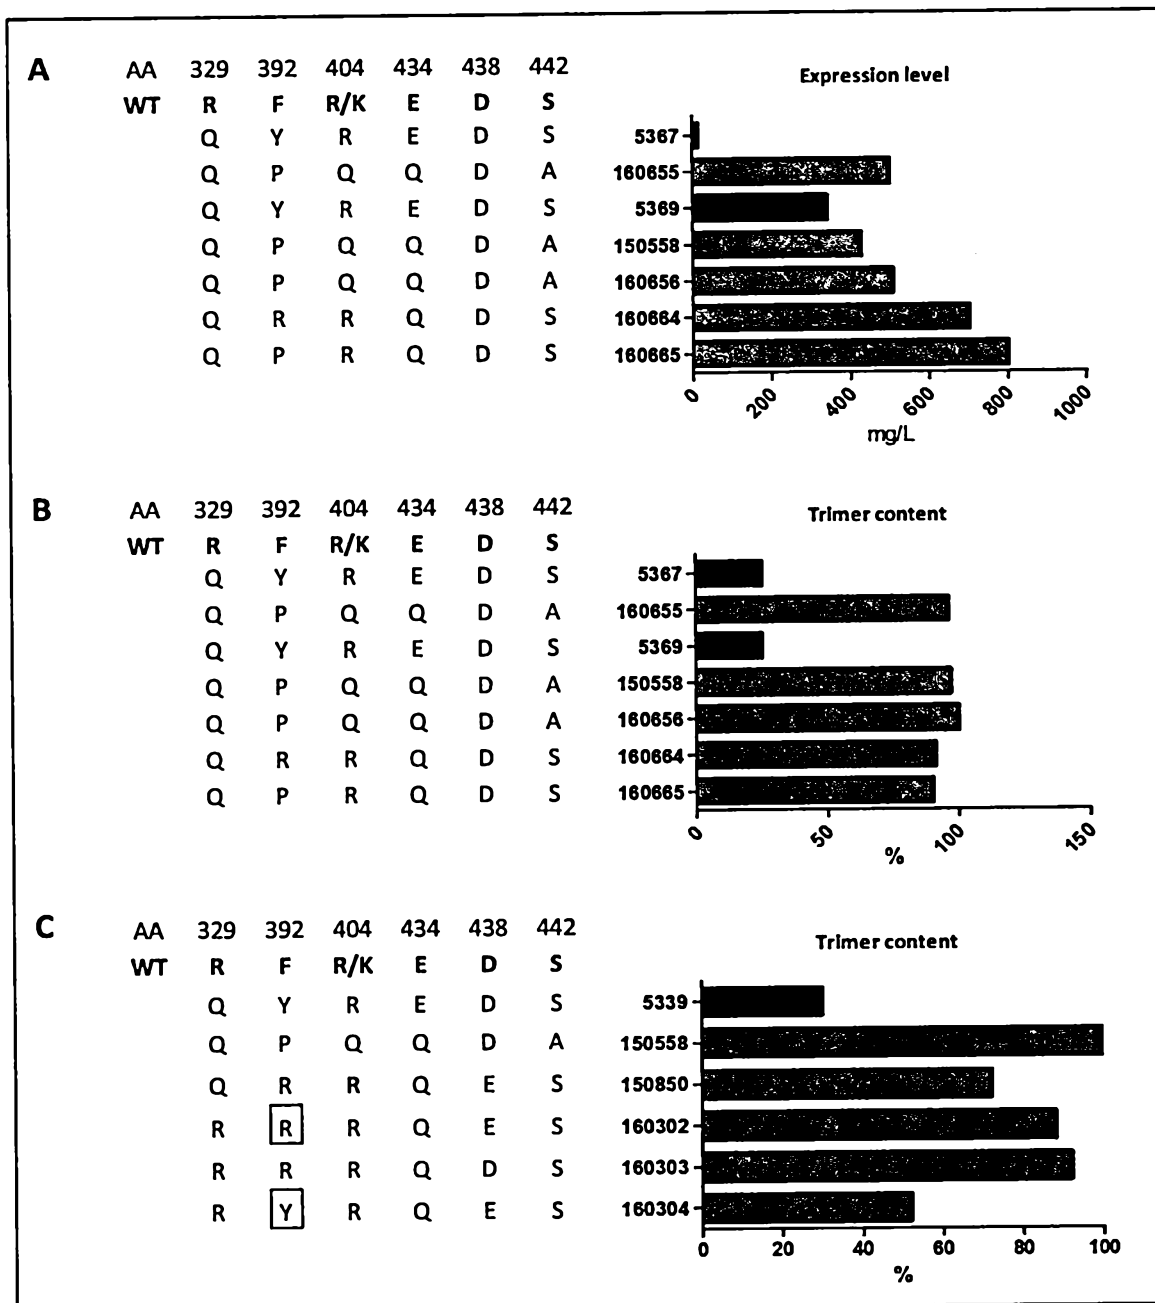 A AA 329 392 404 434 438 442 Expression level
WT R F R/K E D S
Q Y R E D S 5367
Q P Q Q D A 160655
Q Y R E D S 5369
Q P Q Q D A 150558
Q P Q Q D A 160656
Q R R Q D S 160664
Q P R Q D S 160665
0 200 400 600 800 1000
mg/L
B AA 329 392 404 434 438 442 Trimer content
WT R F R/K E D S
Q Y R E D S 5367
Q P Q Q D A 160655
Q Y R E D S 5369
Q P Q Q D A 150558
Q P Q Q D A 160656
Q R R Q D S 160664
Q P R Q D S 160665
0 50 100 150
%
C AA 329 392 404 434 438 442 Trimer content
WT R F R/K E D S
Q Y R E D S 5339
Q P Q Q D A 150558
Q R R Q E S 150850
R R R Q E S 160302
R R R Q D S 160303
R Y R Q E S 160304
0 20 40 60 80 100
%